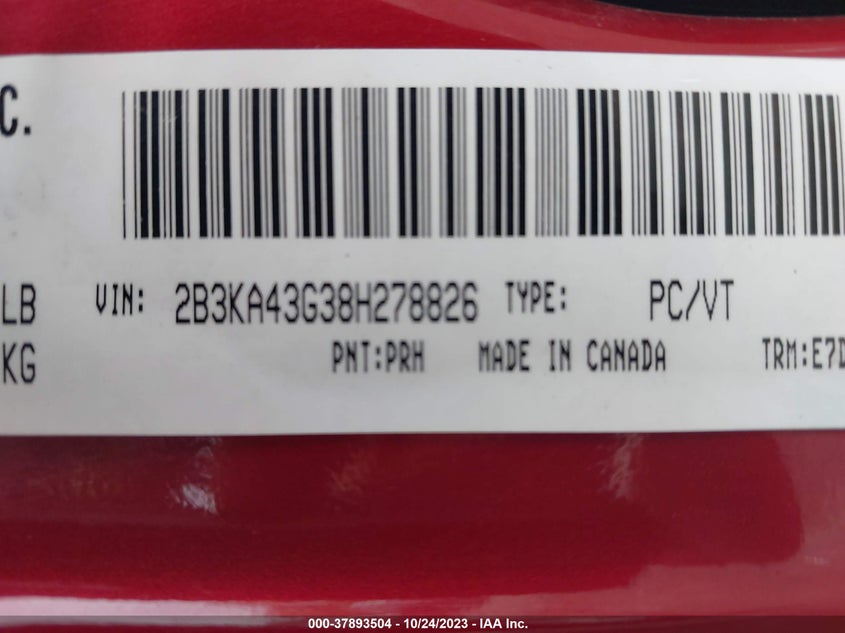 C.
LB VIN: 2B3KA43G38H278826 TYPE: PC/VT
KG PNT:PRH MADE IN CANADA TRM:E7D
000-37893504 - 10/24/2023 - IAA Inc.